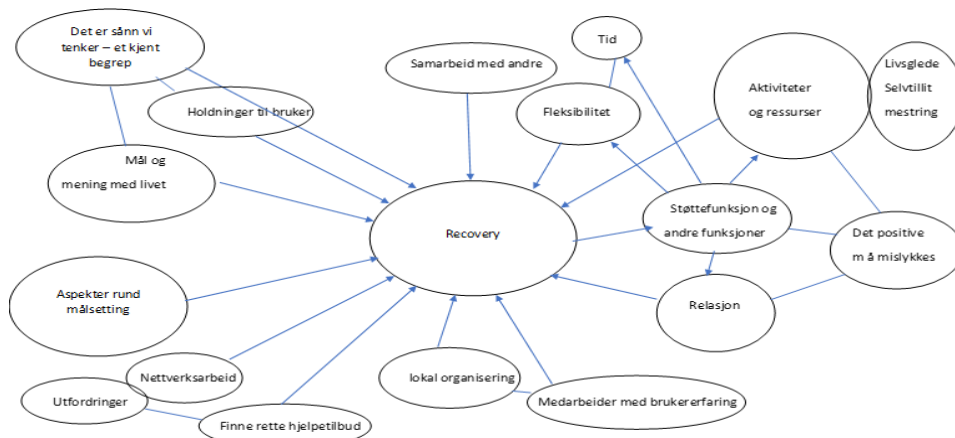 Det er sånn vi
tenker – et kjent
begrep
Holdninger til bruker
Mål og
mening med livet
Samarbeid med andre
Tid
Fleksibilitet
Aktiviteter
og ressurser
Livsglede
Selvtillit
mestring
Recovery
Støttefunksjon og
andre funksjoner
Det positive
m å mislykkes
Relasjon
Aspekter rund
målsetting
Nettverksarbeid
Utfordringer
Finne rette hjelpetilbud
lokal organisering
Medarbeider med brukererfaring